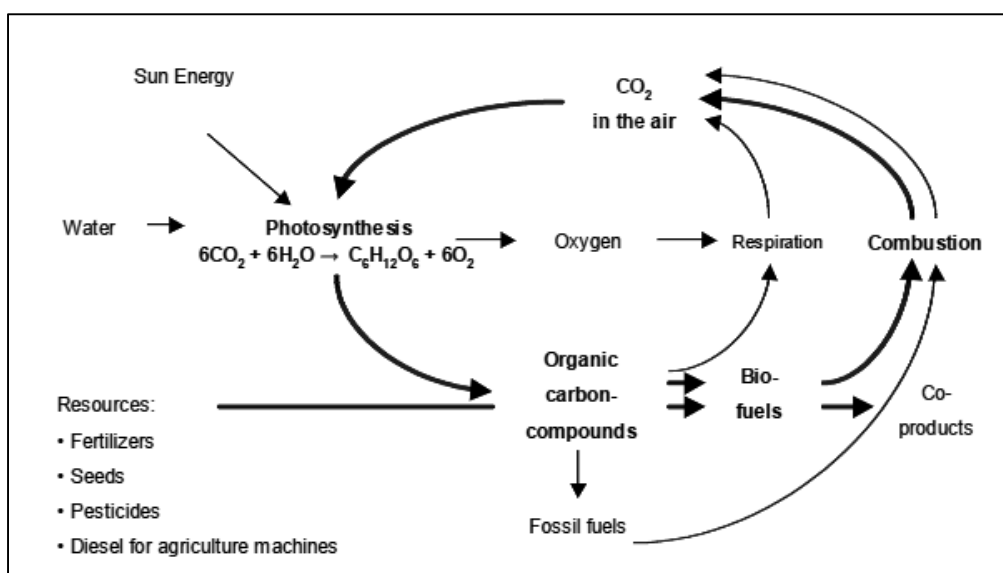 Sun Energy
CO₂
in the air
Water
Photosynthesis
6CO₂ + 6H₂O → C₆H₁₂O₆ + 6O₂
Oxygen
Respiration
Combustion
Organic
carbon-
compounds
Bio-
fuels
Co-
products
Resources:
• Fertilizers
• Seeds
• Pesticides
• Diesel for agriculture machines
Fossil fuels